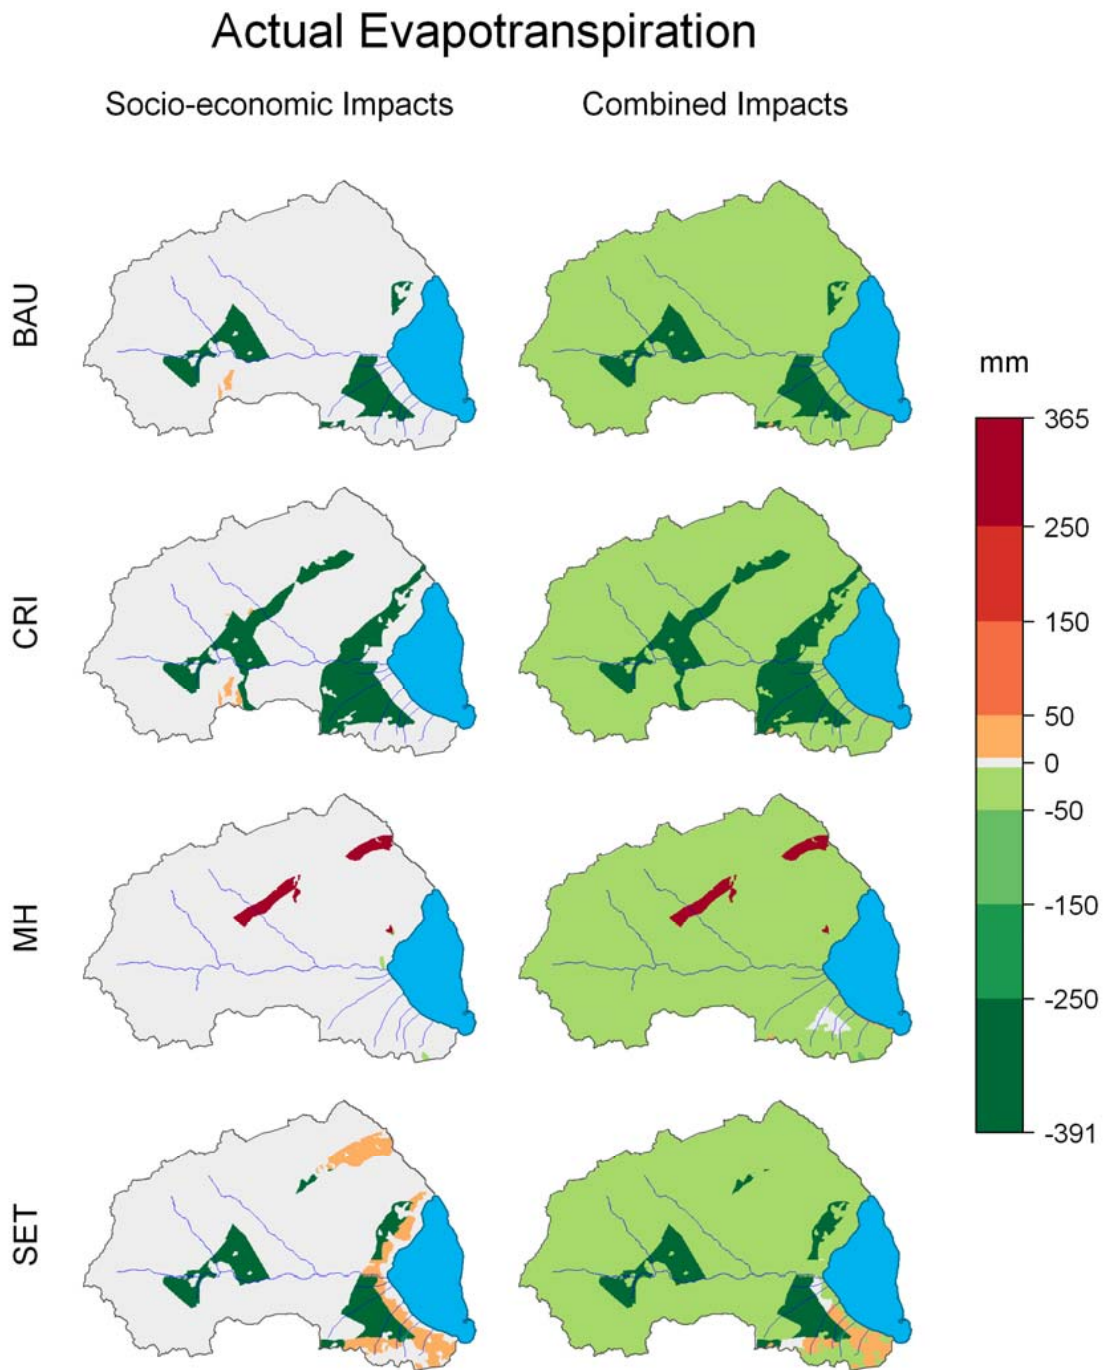 Actual Evapotranspiration
Socio-economic Impacts
Combined Impacts
BAU
CRI
MH
SET
mm
365
250
150
50
0
-50
-150
-250
-391